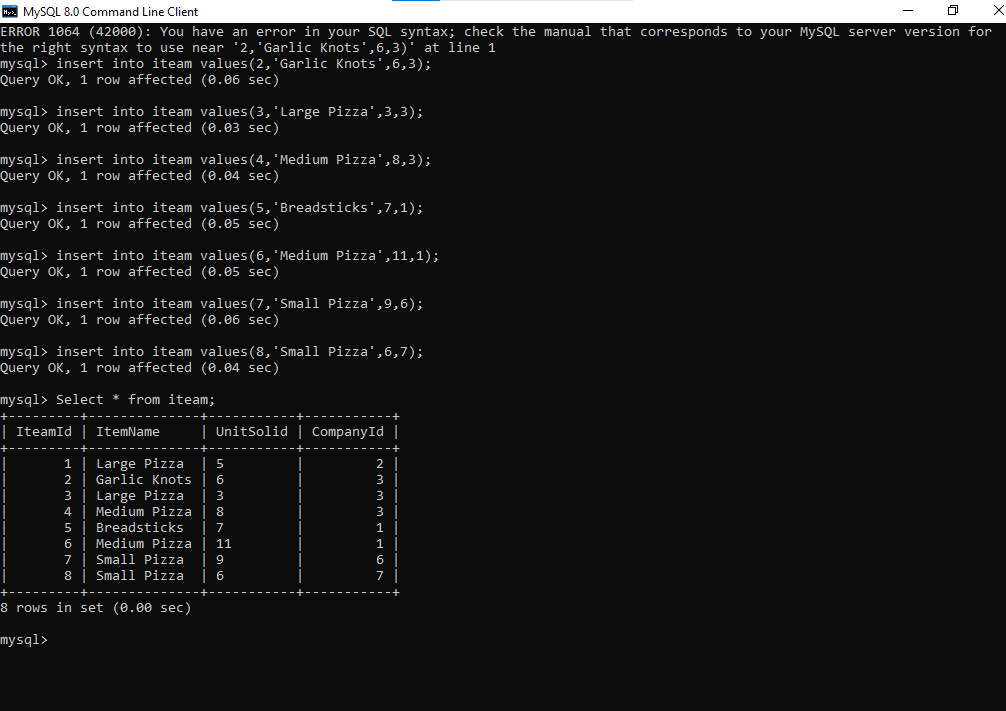 MySQL 8.0 Command Line Client
ERROR 1064 (42000): You have an error in your SQL syntax; check the manual that corresponds to your MySQL server version for
the right syntax to use near '2,'Garlic Knots',6,3)' at line 1
mysql> insert into iteam values(2,'Garlic Knots',6,3);
Query OK, 1 row affected (0.06 sec)

mysql> insert into iteam values(3,'Large Pizza',3,3);
Query OK, 1 row affected (0.03 sec)

mysql> insert into iteam values(4,'Medium Pizza',8,3);
Query OK, 1 row affected (0.04 sec)

mysql> insert into iteam values(5,'Breadsticks',7,1);
Query OK, 1 row affected (0.05 sec)

mysql> insert into iteam values(6,'Medium Pizza',11,1);
Query OK, 1 row affected (0.05 sec)

mysql> insert into iteam values(7,'Small Pizza',9,6);
Query OK, 1 row affected (0.06 sec)

mysql> insert into iteam values(8,'Small Pizza',6,7);
Query OK, 1 row affected (0.04 sec)

mysql> Select * from iteam;
+---------+--------------+-----------+-----------+
| IteamId | ItemName     | UnitSolid | CompanyId |
+---------+--------------+-----------+-----------+
|       1 | Large Pizza  | 5         |         2 |
|       2 | Garlic Knots | 6         |         3 |
|       3 | Large Pizza  | 3         |         3 |
|       4 | Medium Pizza | 8         |         3 |
|       5 | Breadsticks  | 7         |         1 |
|       6 | Medium Pizza | 11        |         1 |
|       7 | Small Pizza  | 9         |         6 |
|       8 | Small Pizza  | 6         |         7 |
+---------+--------------+-----------+-----------+
8 rows in set (0.00 sec)

mysql>